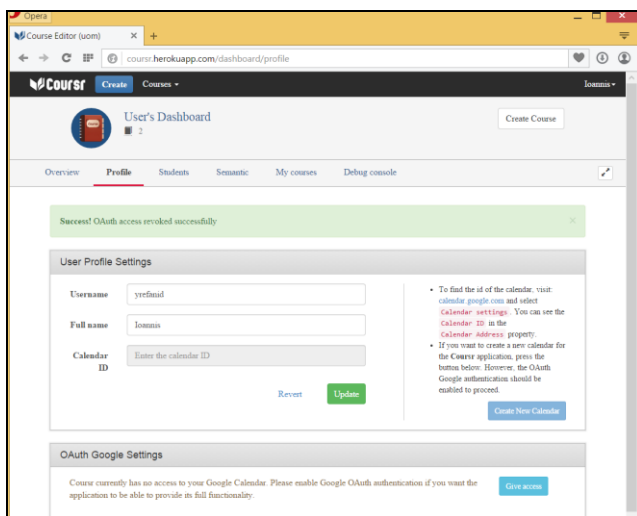 Opera
Course Editor (uom)
coursr.herokuapp.com/dashboard/profile
Coursr Create Courses Ioannis
User's Dashboard
2
Create Course
Overview Profile Students Semantic My courses Debug console
Success! OAuth access revoked successfully
×
User Profile Settings
Username yrefanid
Full name Ioannis
Calendar ID Enter the calendar ID
Revert Update
To find the id of the calendar, visit:
calendar.google.com and select
Calendar settings. You can see the
Calendar ID in the
Calendar Address property.
If you want to create a new calendar for
the Coursr application, press the
button below. However, the OAuth
Google authentication should be
enabled to proceed.
Create New Calendar
OAuth Google Settings
Coursr currently has no access to your Google Calendar. Please enable Google OAuth authentication if you want the
application to be able to provide its full functionality.
Give access